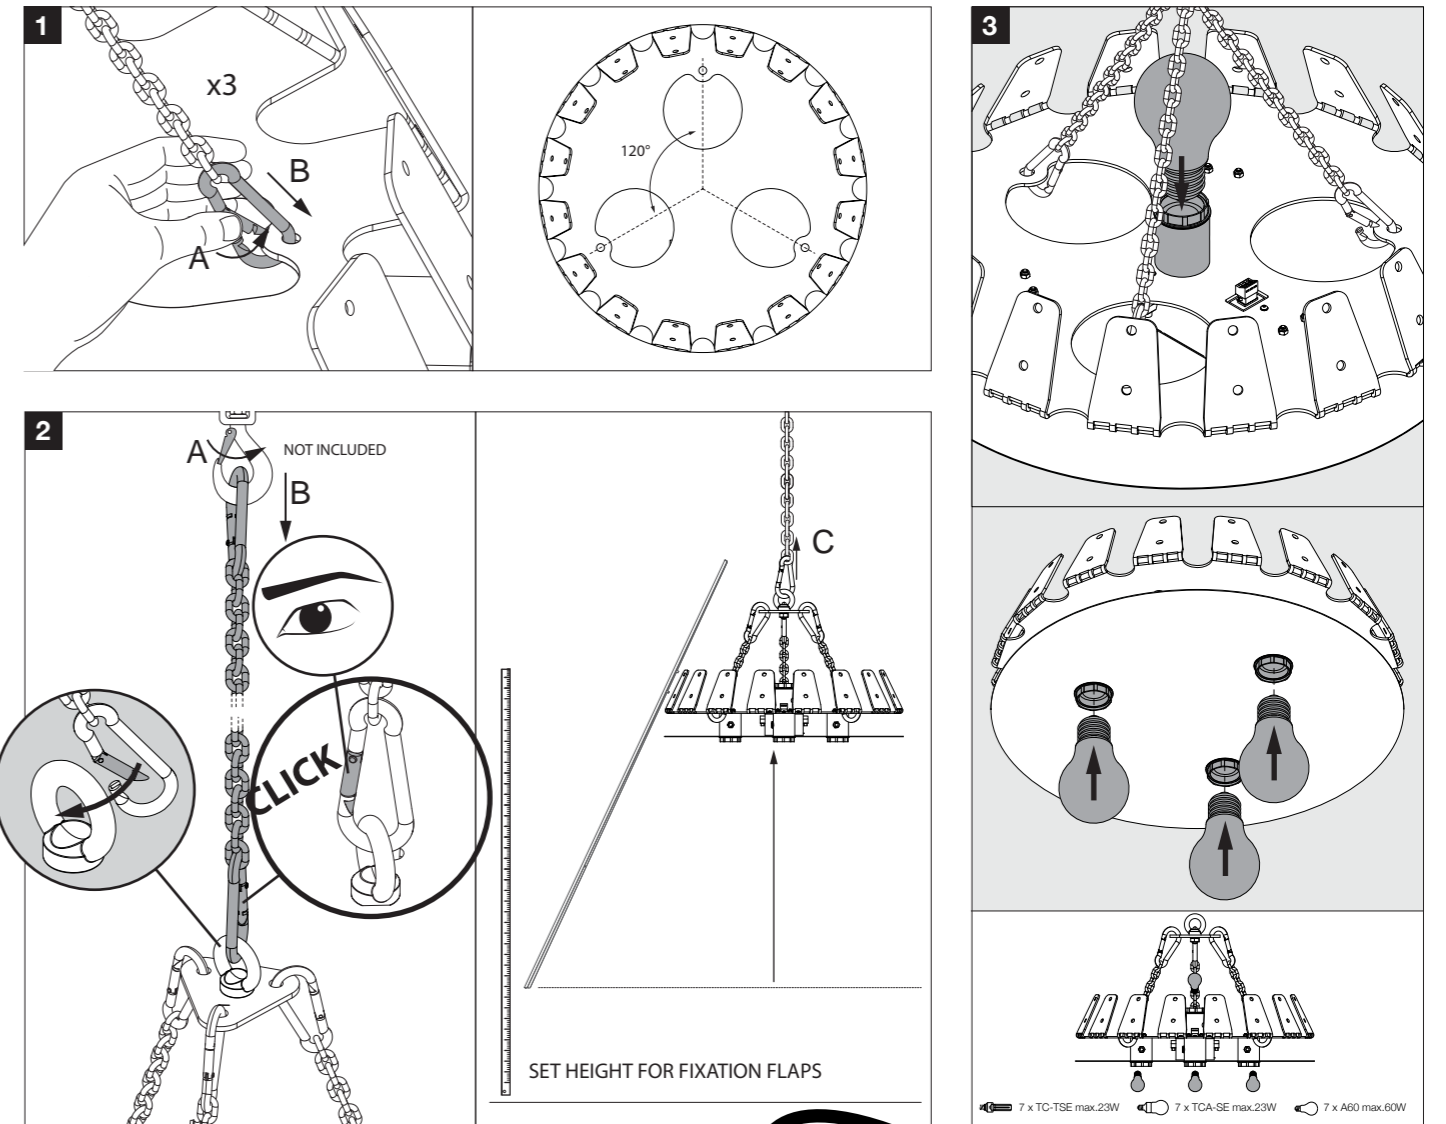 1
x3
B
A
120°
2
A
NOT INCLUDED
B
CLICK
C
SET HEIGHT FOR FIXATION FLAPS
3
7 x TC-TSE max.23W
7 x TCA-SE max.23W
7 x A60 max.60W